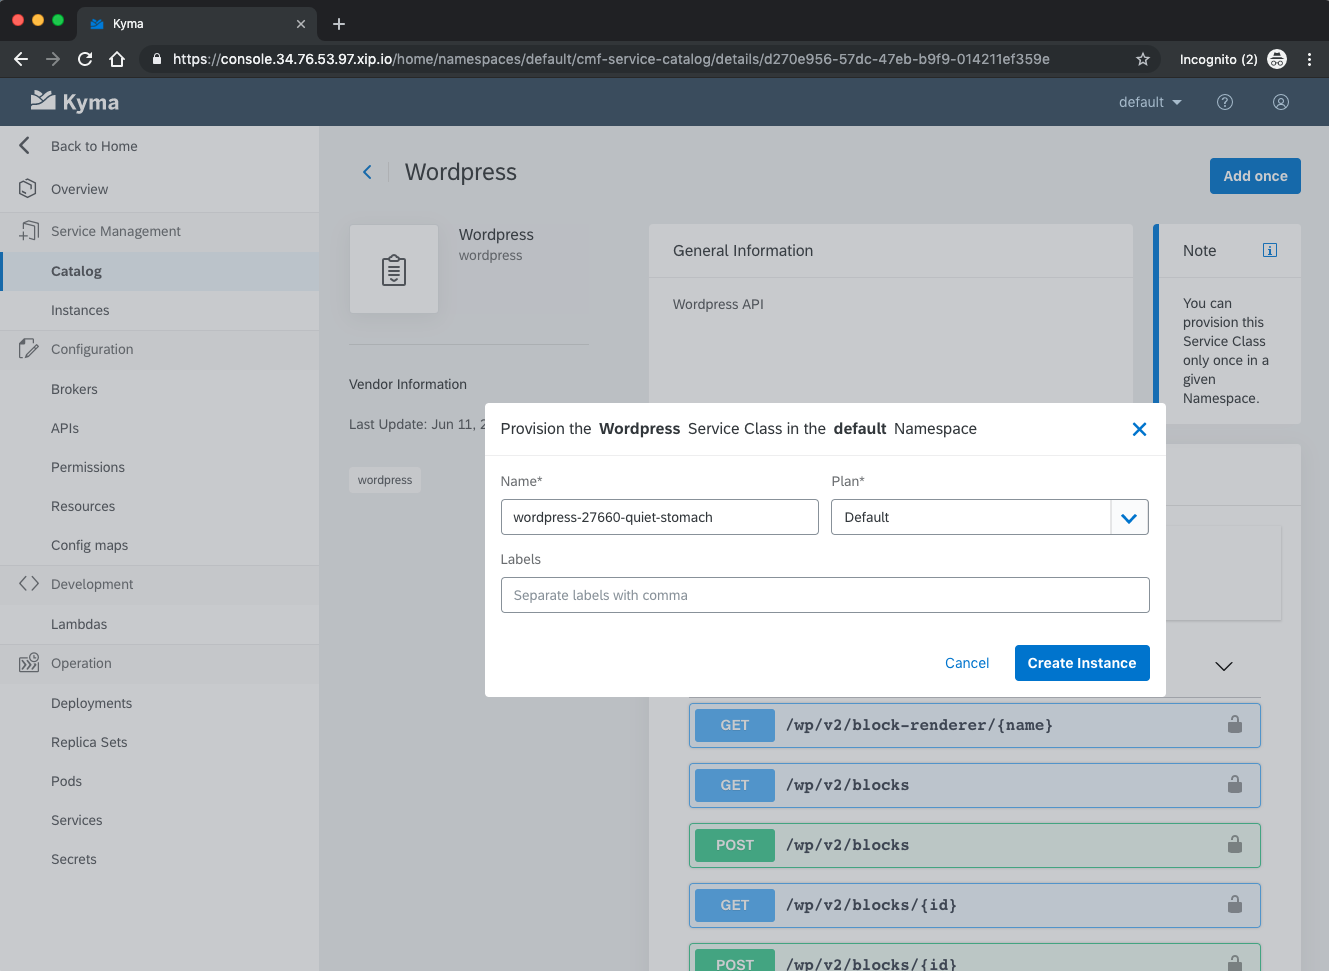 Kyma
https://console.34.76.53.97.xip.io/home/namespaces/default/cmf-service-catalog/details/d270e956-57dc-47eb-b9f9-014211ef359e
Incognito (2)
Kyma
default
Back to Home
Overview
Service Management
Catalog
Instances
Configuration
Brokers
APIs
Permissions
Resources
Config maps
Development
Lambdas
Operation
Deployments
Replica Sets
Pods
Services
Secrets
Wordpress
Add once
Wordpress
wordpress
Vendor Information
Last Update: Jun 11, 2
wordpress
General Information
Wordpress API
Note
You can
provision this
Service Class
only once in a
given
Namespace.
Provision the Wordpress Service Class in the default Namespace
Name*
wordpress-27660-quiet-stomach
Plan*
Default
Labels
Separate labels with comma
Cancel
Create Instance
GET /wp/v2/block-renderer/{name}
GET /wp/v2/blocks
POST /wp/v2/blocks
GET /wp/v2/blocks/{id}
POST /wp/v2/blocks/{id}